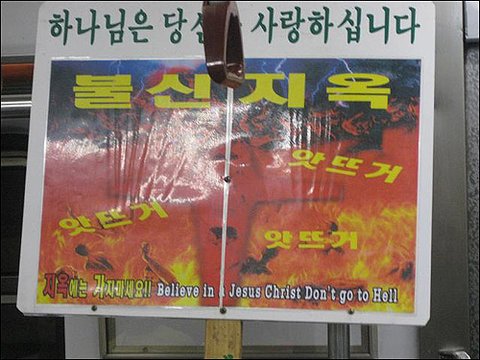 하나님은 사랑하십니다
불신지옥
앗뜨거
앗뜨거
앗뜨거
지옥에는 가지마세요!! Believe in Jesus Christ Don't go to Hell